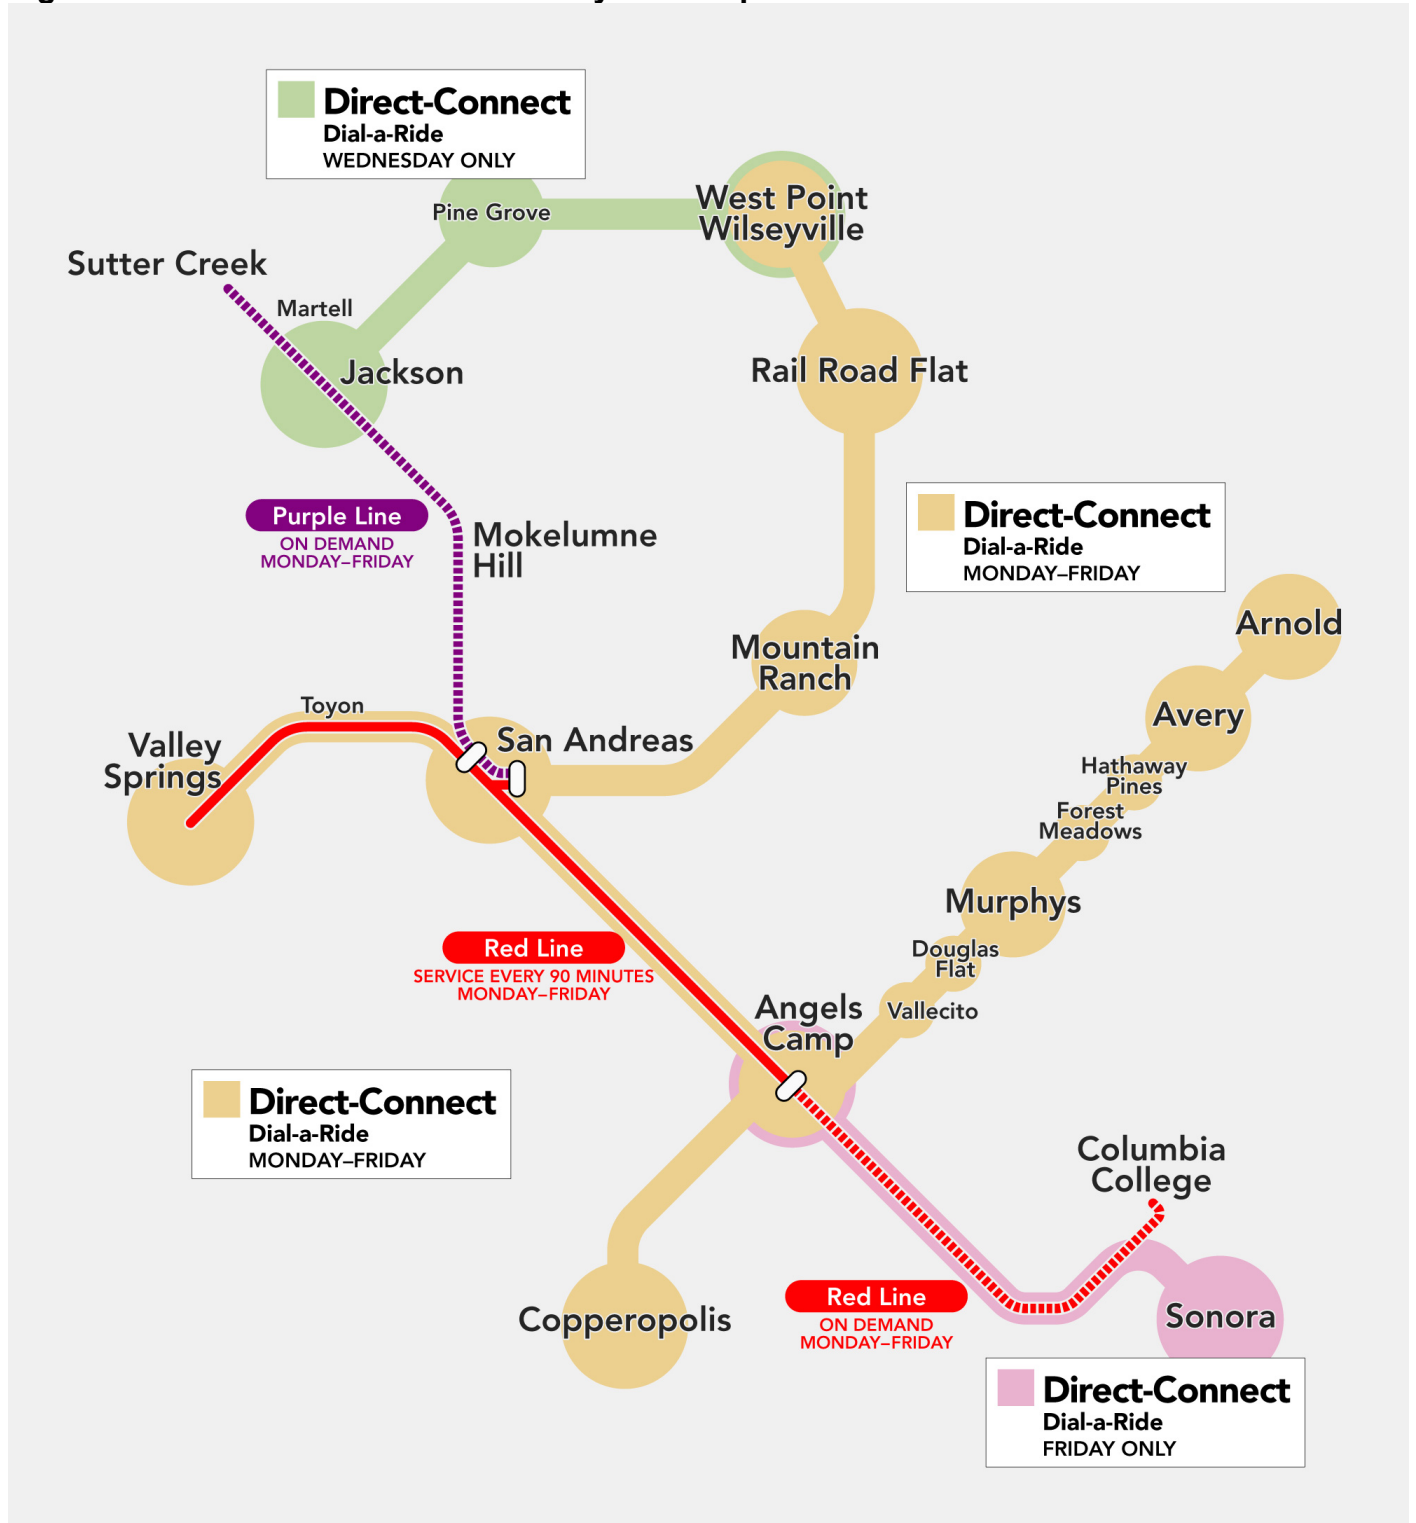 Direct-Connect
Dial-a-Ride
WEDNESDAY ONLY
Pine Grove
West Point
Wilseyville
Sutter Creek
Martell
Jackson
Rail Road Flat
Purple Line
ON DEMAND
MONDAY–FRIDAY
Mokelumne
Hill
Direct-Connect
Dial-a-Ride
MONDAY–FRIDAY
Arnold
Mountain
Ranch
Avery
Toyon
Valley
Springs
San Andreas
Hathaway
Pines
Forest
Meadows
Murphys
Red Line
SERVICE EVERY 90 MINUTES
MONDAY–FRIDAY
Douglas
Flat
Vallecito
Angels
Camp
Direct-Connect
Dial-a-Ride
MONDAY–FRIDAY
Columbia
College
Copperopolis
Red Line
ON DEMAND
MONDAY–FRIDAY
Sonora
Direct-Connect
Dial-a-Ride
FRIDAY ONLY